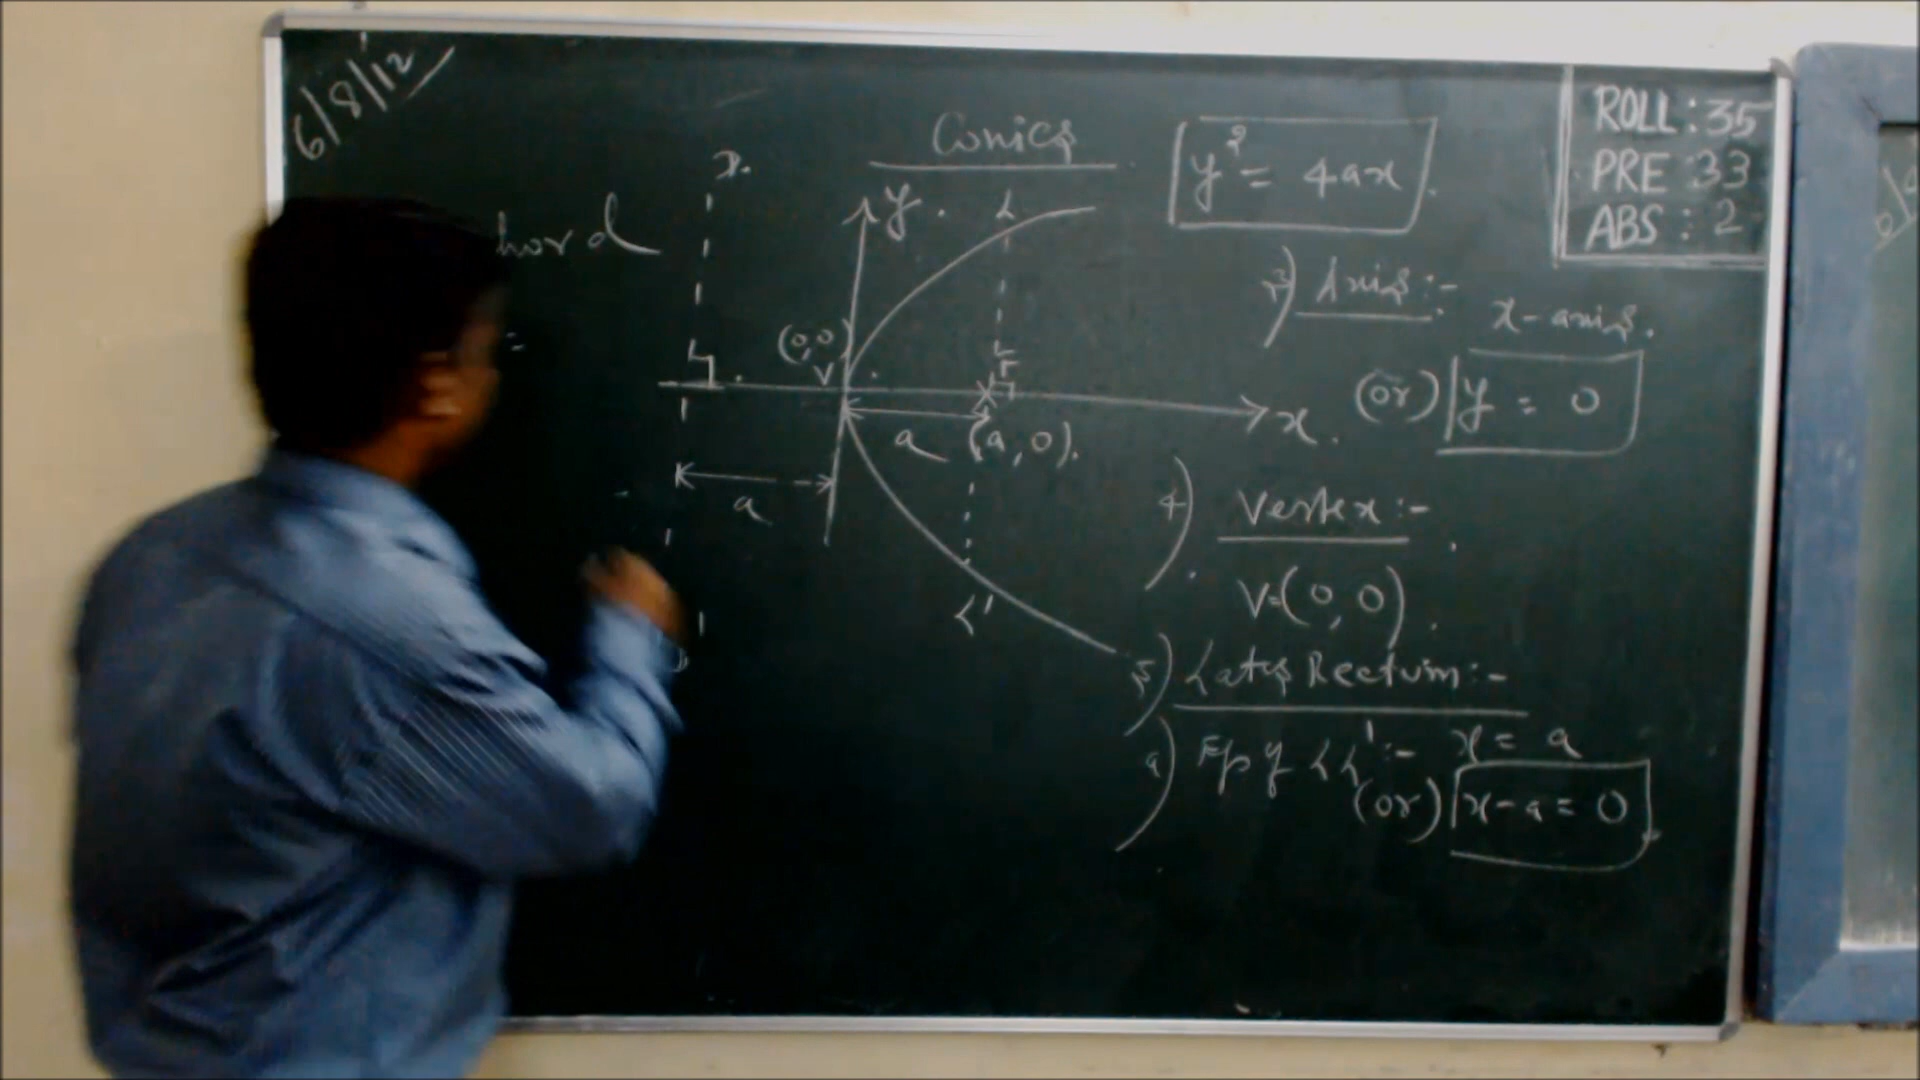 6/8/12
Conics
y² = 4ax
ROLL : 35
PRE : 33
ABS : 2
hord
=
y
L
(0,0)
V
F
a
(a, 0).
x
a
L'
3) Axis :-
x-axis.
(or) y = 0
4) Vertex :-
V=(0, 0)
5) Latus Rectum :-
a) LL' :- x = a
(or) x-a = 0